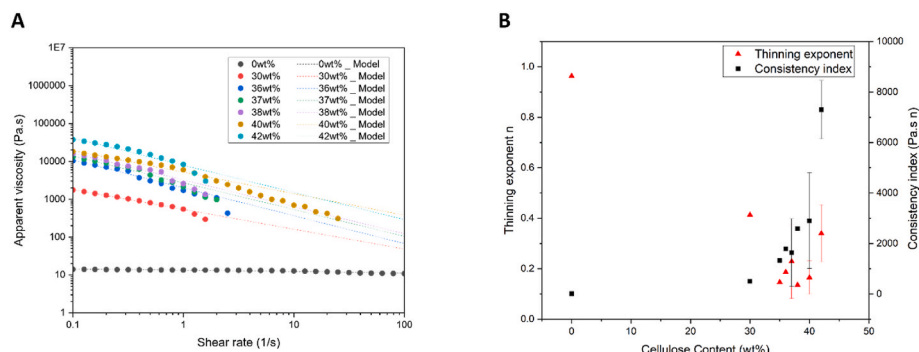 A
B
1E7
1000000
100000
10000
1000
100
10
1
0.1
1
10
100
Apparent viscosity (Pa.s)
Shear rate (1/s)
0wt% 0wt% _ Model
30wt% 30wt% _ Model
36wt% 36wt% _ Model
37wt% 37wt% _ Model
38wt% 38wt% _ Model
40wt% 40wt% _ Model
42wt% 42wt% _ Model
Thinning exponent
Consistency index
1.0
0.8
0.6
0.4
0.2
0.0
Thinning exponent n
10000
8000
6000
4000
2000
0
Consistency index (Pa.s n)
0
10
20
30
40
50
60
Cellulose Content (wt%)